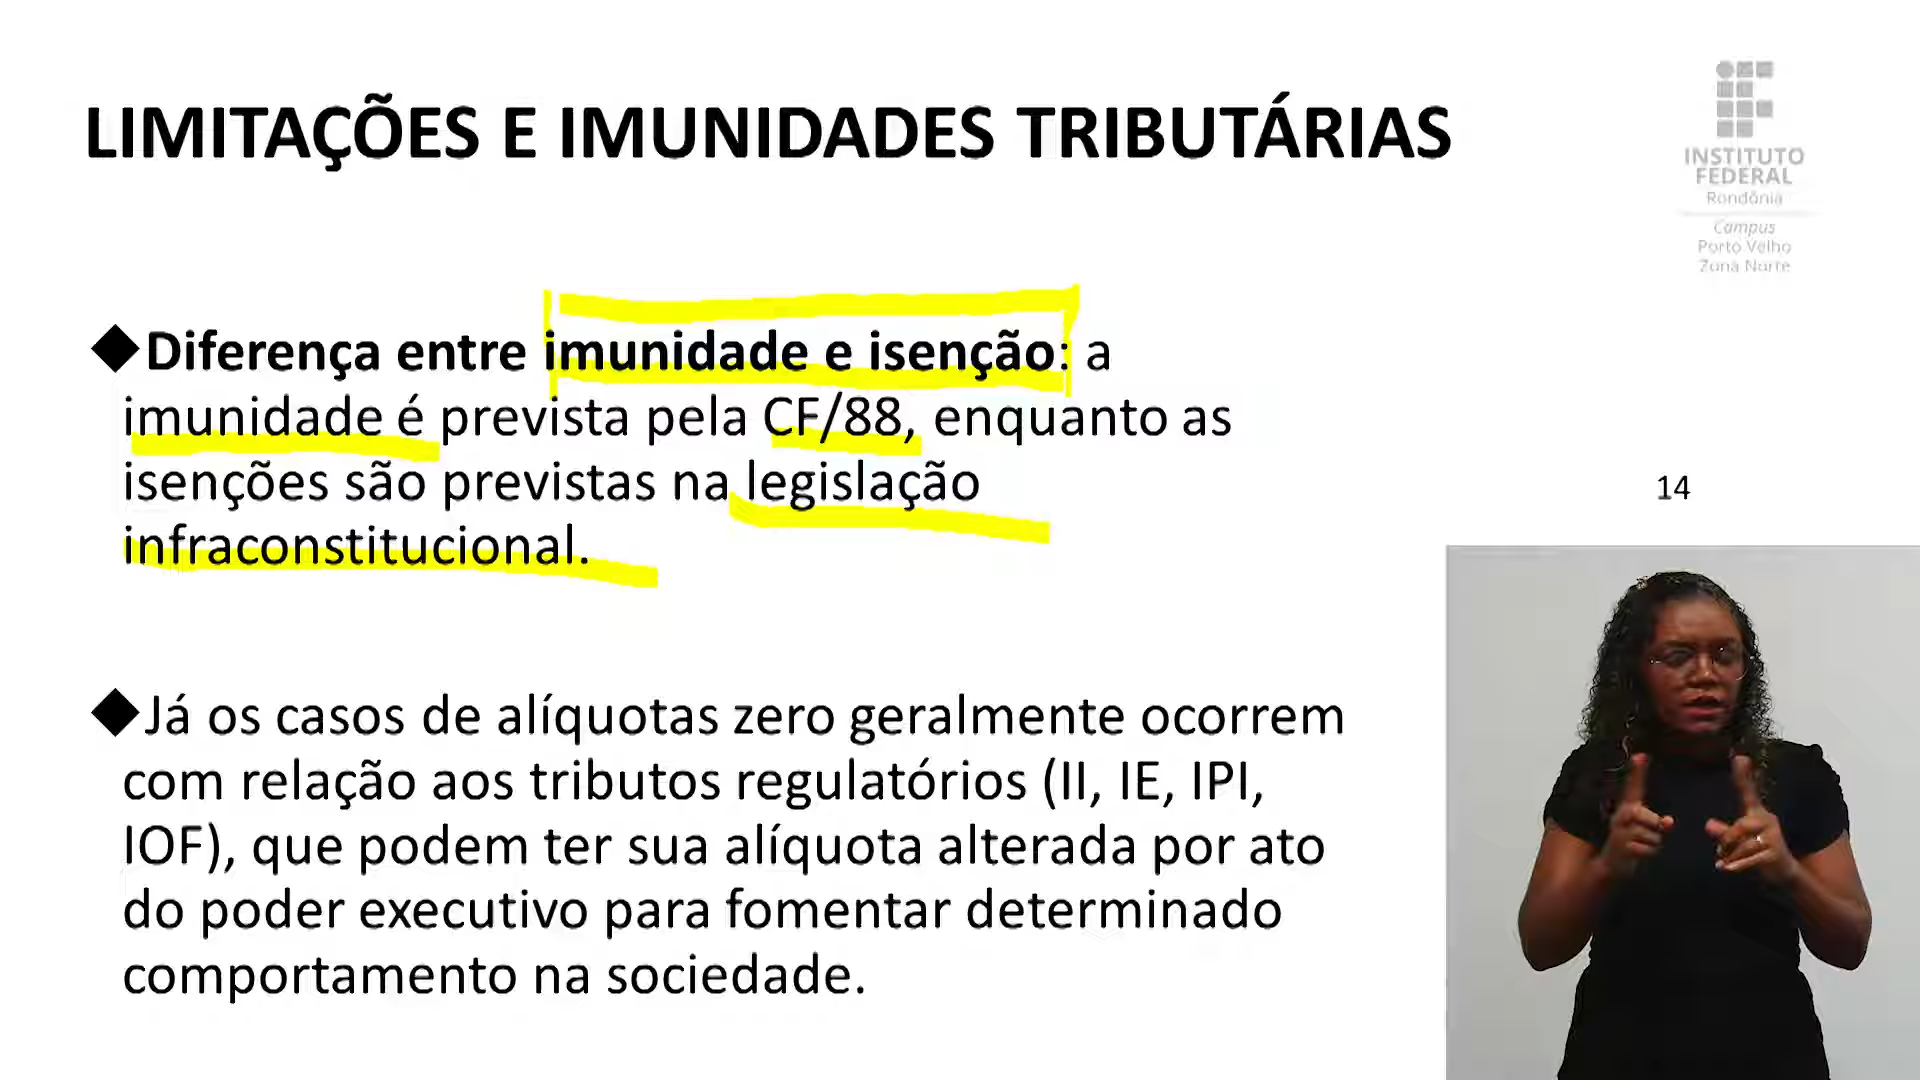 LIMITAÇÕES E IMUNIDADES TRIBUTÁRIAS
INSTITUTO
FEDERAL
Rondônia
Campus
Porto Velho
Zona Norte
Diferença entre imunidade e isenção: a
imunidade é prevista pela CF/88, enquanto as
isenções são previstas na legislação
infraconstitucional.
14
Já os casos de alíquotas zero geralmente ocorrem
com relação aos tributos regulatórios (II, IE, IPI,
IOF), que podem ter sua alíquota alterada por ato
do poder executivo para fomentar determinado
comportamento na sociedade.